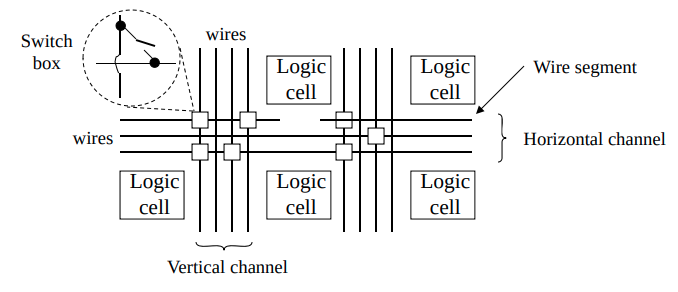 Switch
box
wires
Logic
cell
Logic
cell
Wire segment
wires
Horizontal channel
Logic
cell
Logic
cell
Logic
cell
Vertical channel